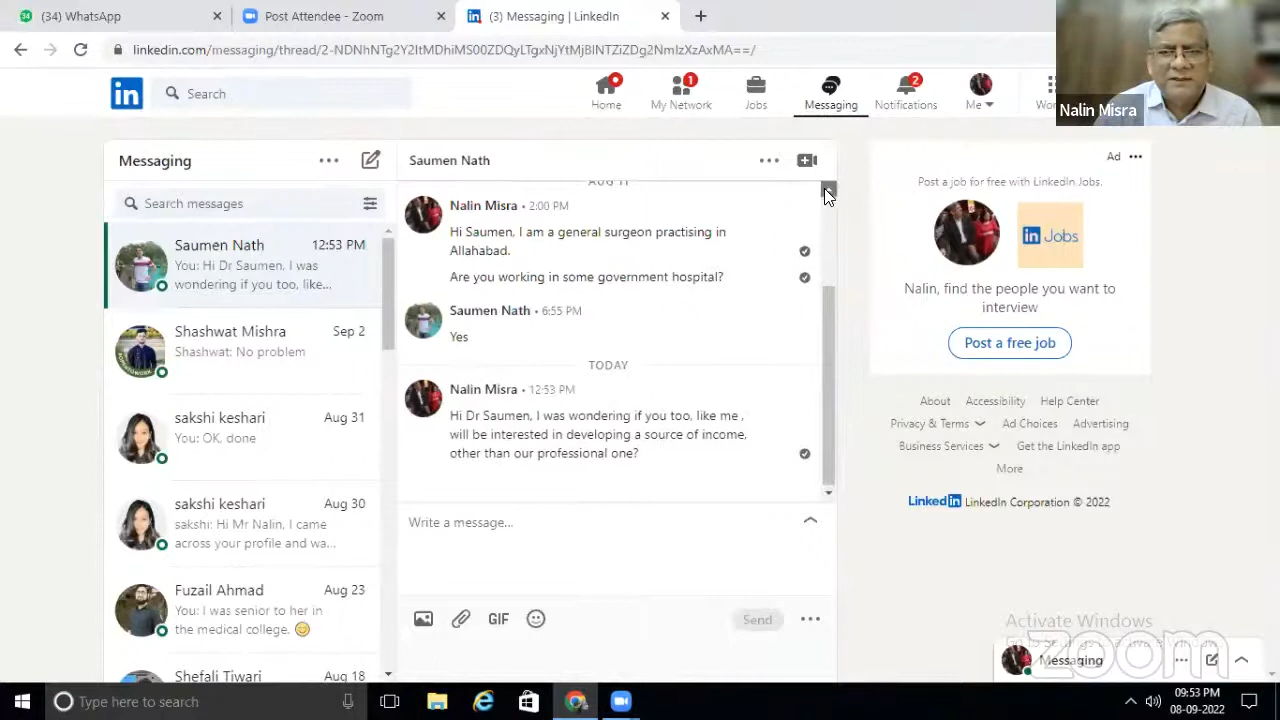 (34) WhatsApp
Post Attendee - Zoom
(3) Messaging | LinkedIn
Search
Home
1
My Network
Jobs
Messaging
2
Notifications
Me
Nalin Misra
Messaging
Search messages
Saumen Nath 12:53 PM
You: Hi Dr Saumen, I was
wondering if you too, like...
Shashwat Mishra Sep 2
Shashwat: No problem
sakshi keshari Aug 31
You: OK, done
sakshi keshari Aug 30
sakshi: Hi Mr Nalin, I came
across your profile and wa...
Fuzail Ahmad Aug 23
You: I was senior to her in
the medical college.
Shefali Tiwari Aug 18
Saumen Nath
AUG 11
Nalin Misra • 2:00 PM
Hi Saumen, I am a general surgeon practising in
Allahabad.
Are you working in some government hospital?
Saumen Nath • 6:55 PM
Yes
TODAY
Nalin Misra • 12:53 PM
Hi Dr Saumen, I was wondering if you too, like me ,
will be interested in developing a source of income,
other than our professional one?
Write a message...
GIF
Send
Ad
Post a job for free with LinkedIn Jobs.
in Jobs
Nalin, find the people you want to
interview
Post a free job
About Accessibility Help Center
Privacy & Terms Ad Choices Advertising
Business Services Get the LinkedIn app
More
LinkedIn LinkedIn Corporation © 2022
Activate Windows
Go to Settings to activate Windows.
zoom
Messaging
Type here to search
09:53 PM
08-09-2022